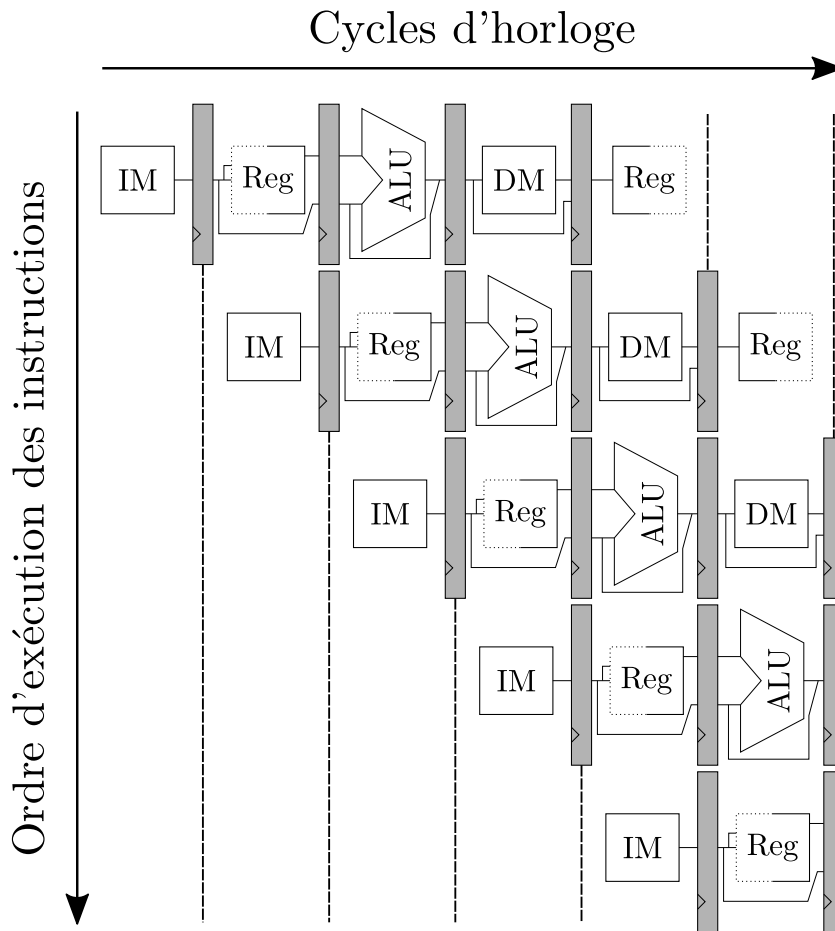 Cycles d'horloge
Ordre d'exécution des instructions
IM Reg ALU DM Reg
IM Reg ALU DM Reg
IM Reg ALU DM
IM Reg ALU
IM Reg